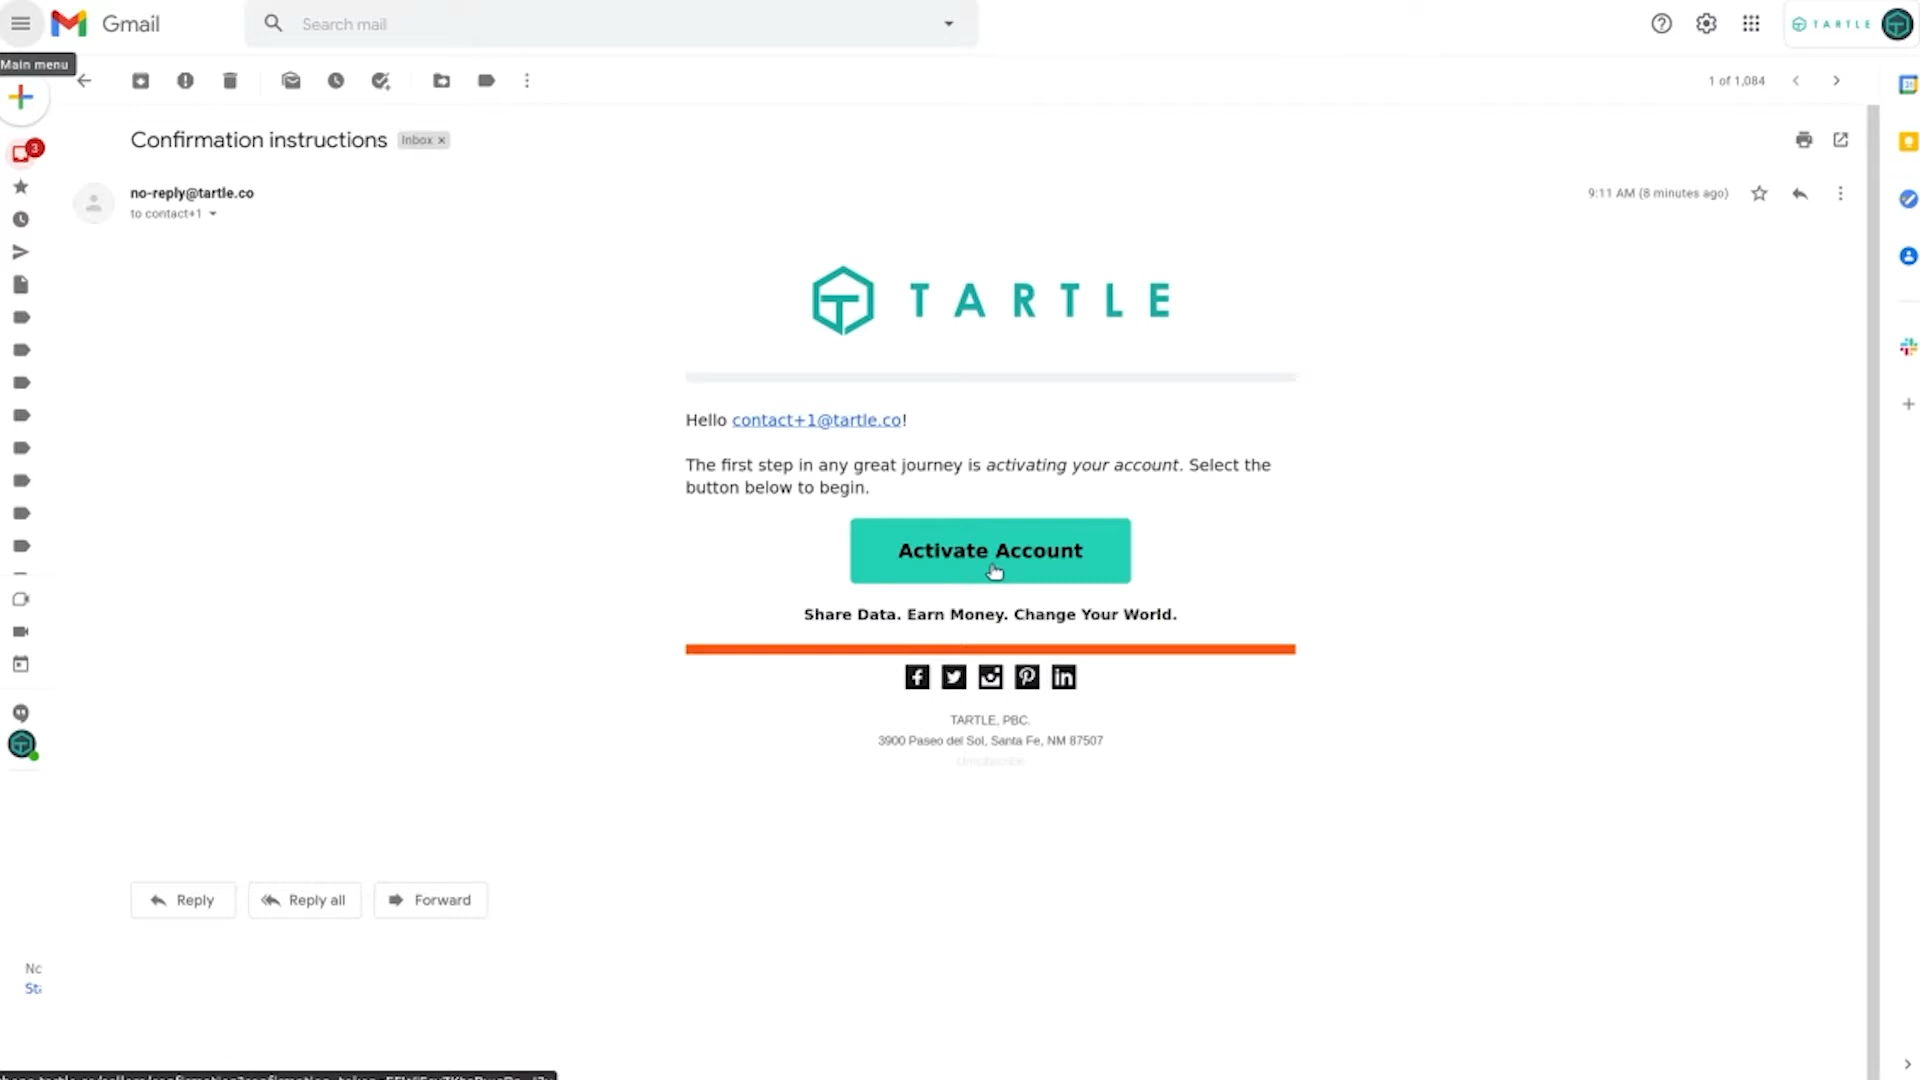 Gmail
Search mail
TARTLE
Main menu
1 of 1,084
Confirmation instructions
Inbox ×
3
no-reply@tartle.co
9:11 AM (8 minutes ago)
to contact+1
TARTLE
Hello contact+1@tartle.co!
The first step in any great journey is activating your account. Select the
button below to begin.
Activate Account
Share Data. Earn Money. Change Your World.
TARTLE, PBC.
3900 Paseo del Sol, Santa Fe, NM 87507
Reply
Reply all
Forward